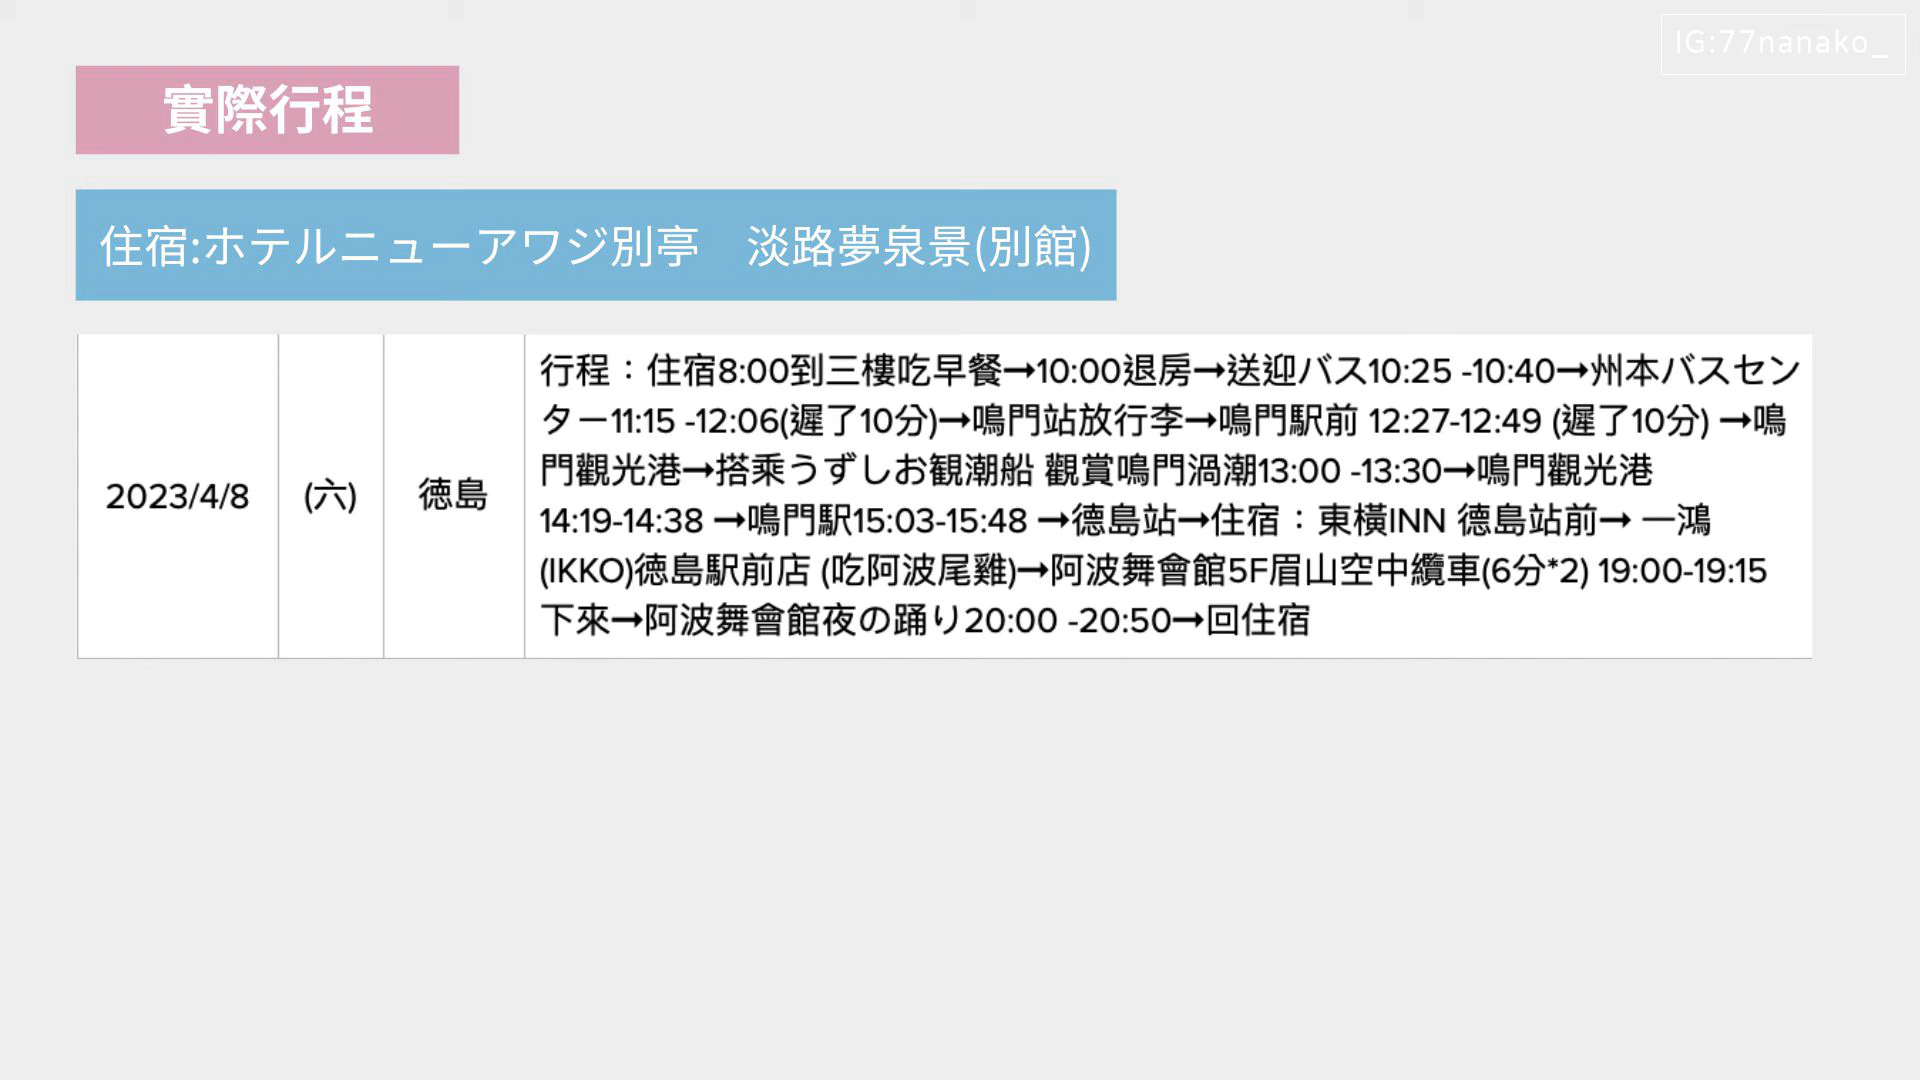 IG:77nanako_
實際行程
住宿:ホテルニューアワジ別亭　淡路夢泉景(別館)
2023/4/8
(六)
徳島
行程：住宿8:00到三樓吃早餐→10:00退房→送迎バス10:25 -10:40→州本バスセン
ター11:15 -12:06(遲了10分)→鳴門站放行李→鳴門駅前 12:27-12:49 (遲了10分) →鳴
門觀光港→搭乘うずしお観潮船 觀賞鳴門渦潮13:00 -13:30→鳴門觀光港
14:19-14:38 →鳴門駅15:03-15:48 →德島站→住宿：東橫INN 德島站前→ 一鴻
(IKKO)徳島駅前店 (吃阿波尾雞)→阿波舞會館5F眉山空中纜車(6分*2) 19:00-19:15
下來→阿波舞會館夜の踊り20:00 -20:50→回住宿